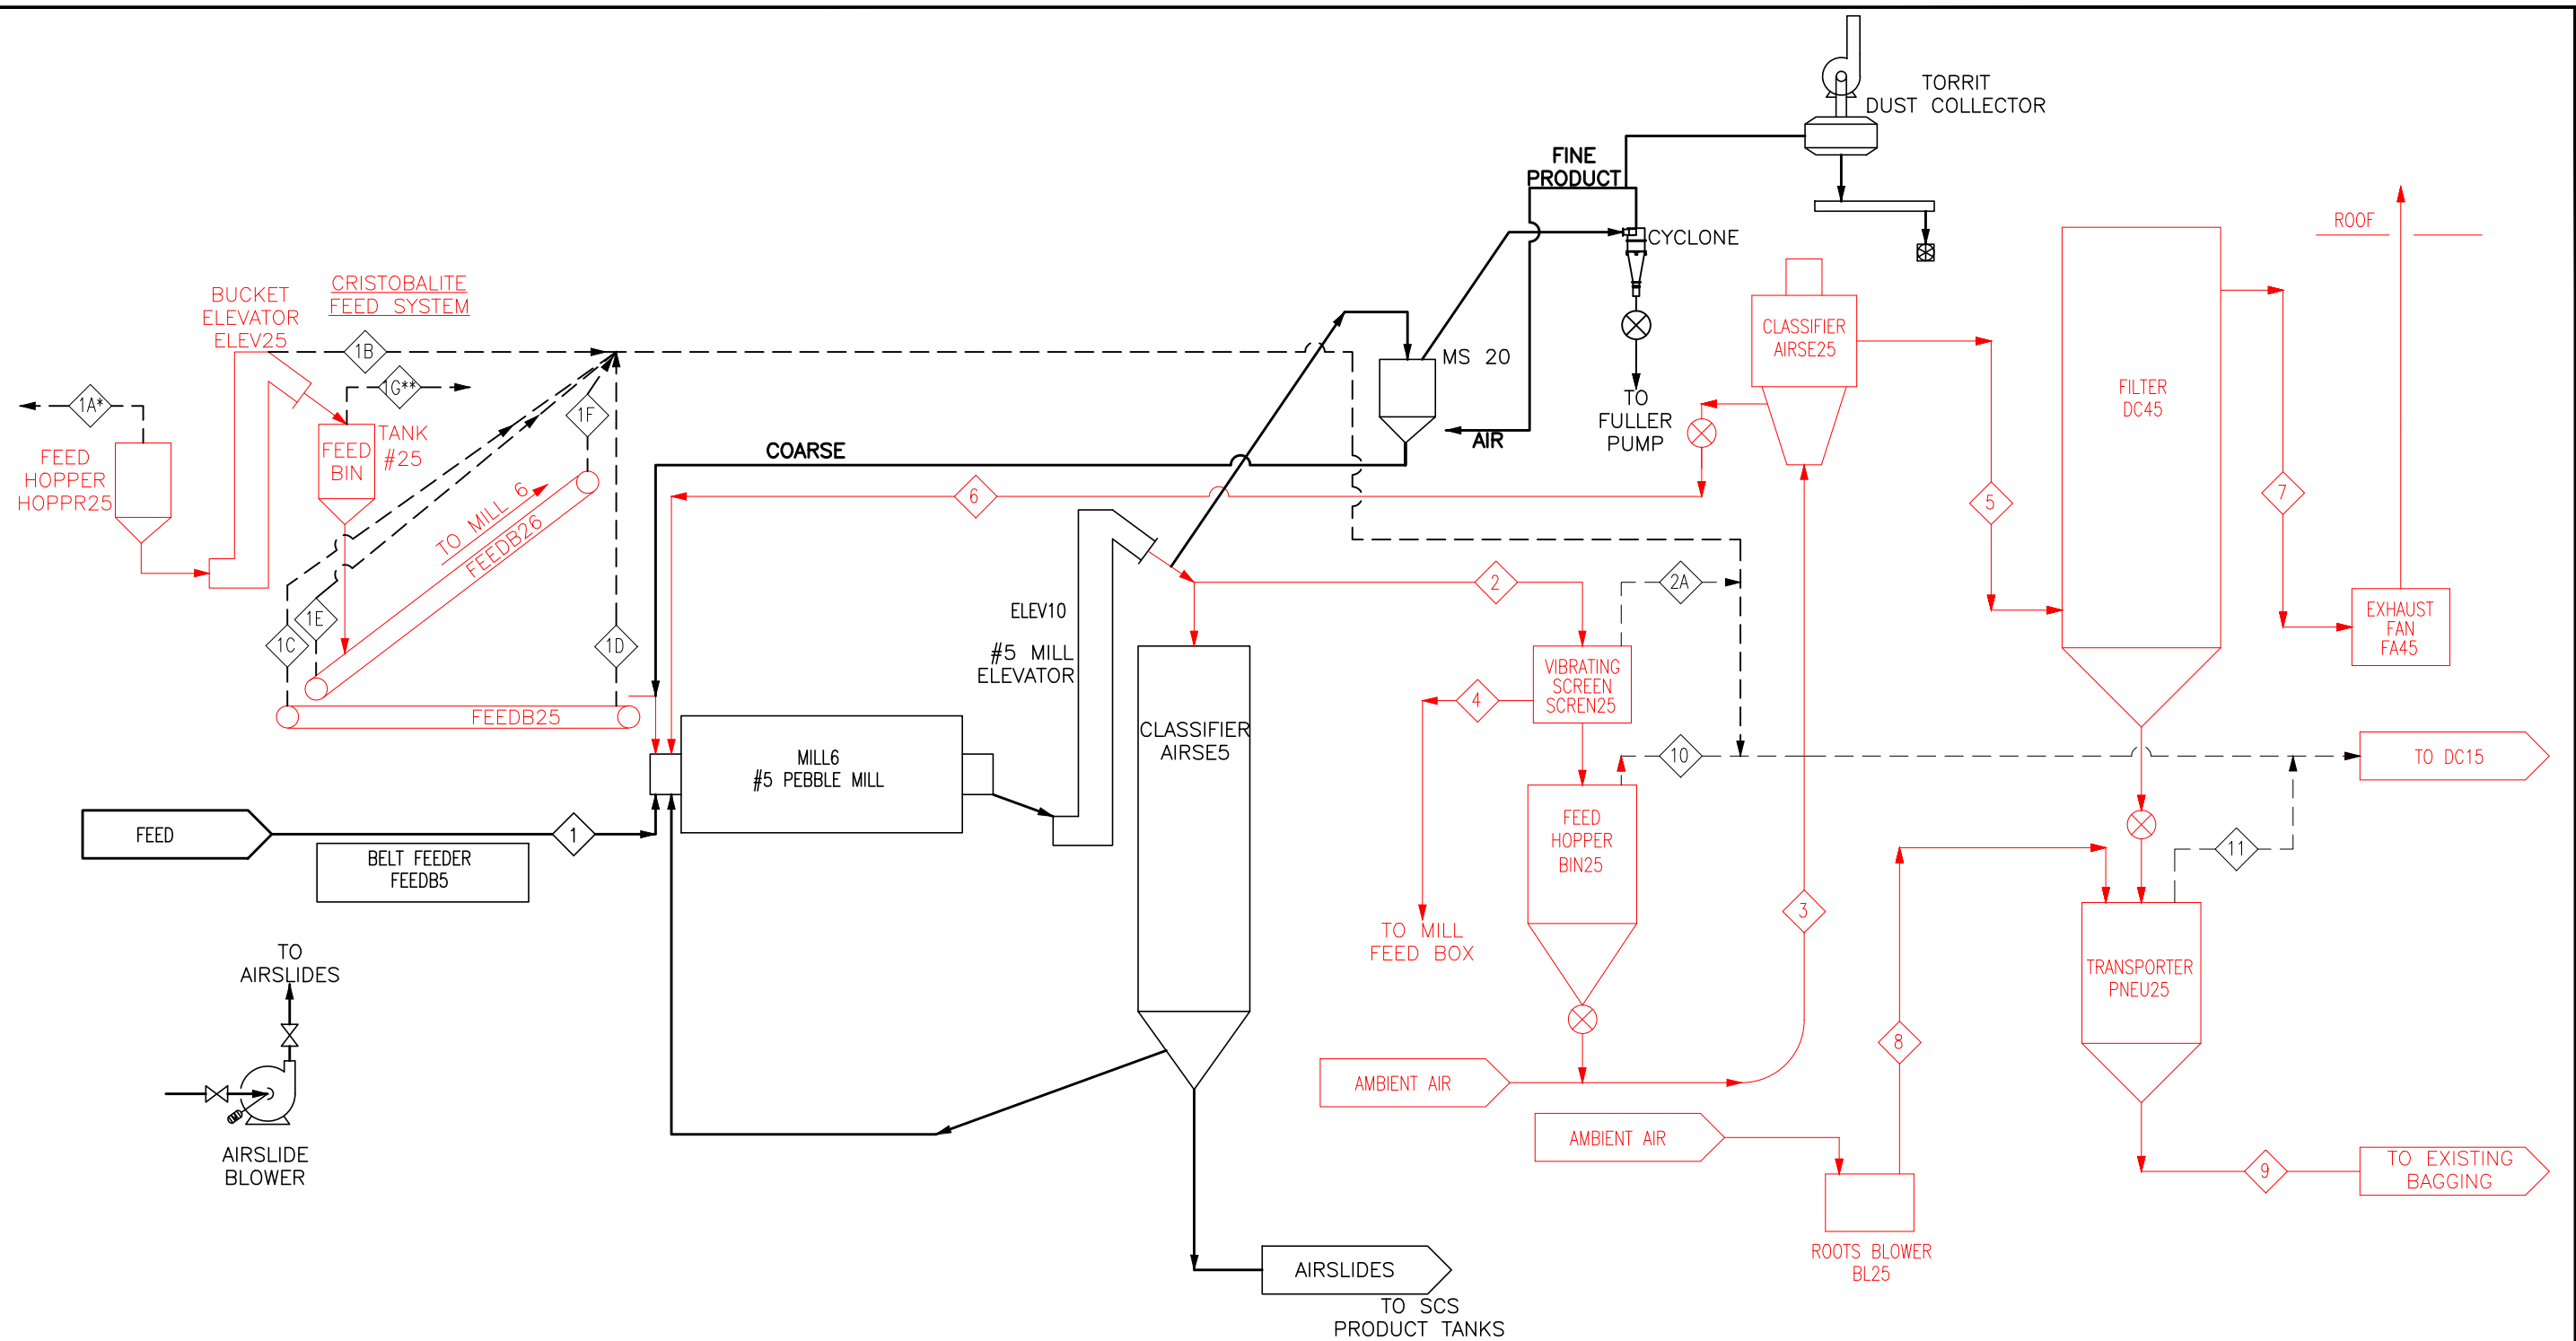 TORRIT
DUST COLLECTOR
FINE
PRODUCT
CYCLONE
ROOF
CRISTOBALITE
FEED SYSTEM
BUCKET
ELEVATOR
ELEV25
1B
1G**
1A*
1F
TANK
#25
FEED
BIN
FEED
HOPPER
HOPPR25
TO MILL 6
FEEDB26
1E
1C
1D
FEEDB25
MS 20
TO
FULLER
PUMP
AIR
COARSE
CLASSIFIER
AIRSE25
FILTER
DC45
6
5
7
ELEV10
#5 MILL
ELEVATOR
2
2A
EXHAUST
FAN
FA45
VIBRATING
SCREEN
SCREN25
4
CLASSIFIER
AIRSE5
MILL6
#5 PEBBLE MILL
10
TO DC15
FEED
1
BELT FEEDER
FEEDB5
FEED
HOPPER
BIN25
11
3
TO MILL
FEED BOX
TRANSPORTER
PNEU25
TO
AIRSLIDES
8
AMBIENT AIR
AMBIENT AIR
AIRSLIDE
BLOWER
9
TO EXISTING
BAGGING
ROOTS BLOWER
BL25
AIRSLIDES
TO SCS
PRODUCT TANKS